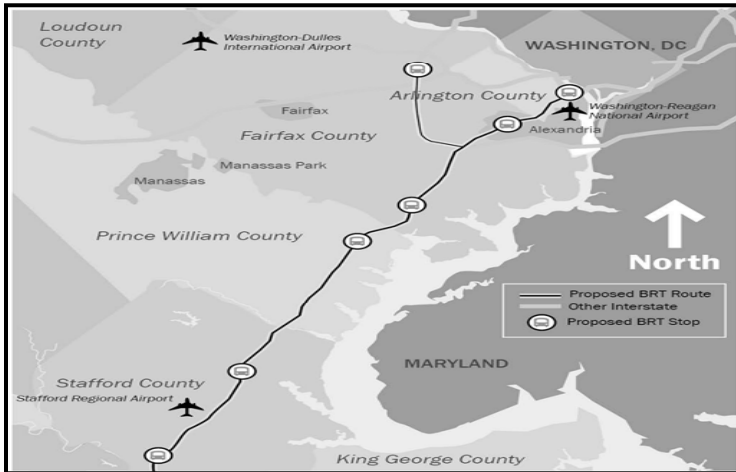 Loudoun
County
Washington-Dulles
International Airport
WASHINGTON, DC
Arlington County
Washington-Reagan
National Airport
Fairfax
Alexandria
Fairfax County
Manassas Park
Manassas
Prince William County
North
Proposed BRT Route
Other Interstate
Proposed BRT Stop
MARYLAND
Stafford County
Stafford Regional Airport
King George County